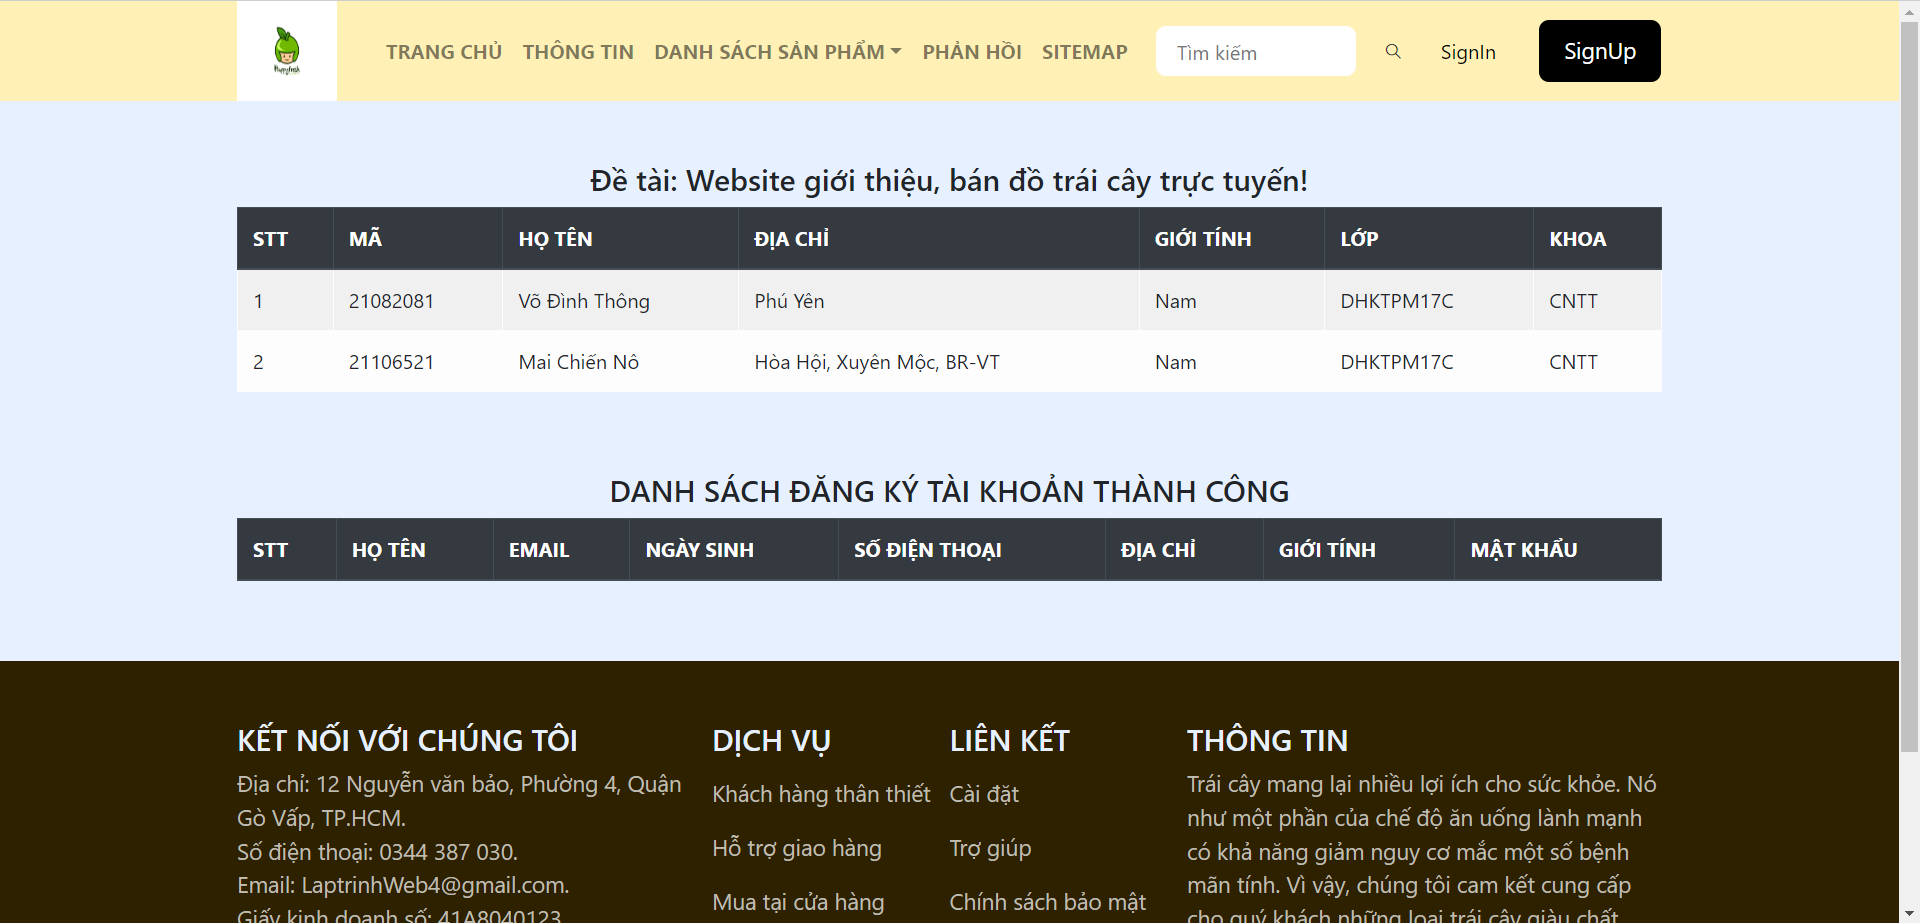 Happyfresh
TRANG CHỦ THÔNG TIN DANH SÁCH SẢN PHẨM PHẢN HỒI SITEMAP Tìm kiếm SignIn SignUp
Đề tài: Website giới thiệu, bán đồ trái cây trực tuyến!
STT MÃ HỌ TÊN ĐỊA CHỈ GIỚI TÍNH LỚP KHOA
1 21082081 Võ Đình Thông Phú Yên Nam DHKTPM17C CNTT
2 21106521 Mai Chiến Nô Hòa Hội, Xuyên Mộc, BR-VT Nam DHKTPM17C CNTT
DANH SÁCH ĐĂNG KÝ TÀI KHOẢN THÀNH CÔNG
STT HỌ TÊN EMAIL NGÀY SINH SỐ ĐIỆN THOẠI ĐỊA CHỈ GIỚI TÍNH MẬT KHẨU
KẾT NỐI VỚI CHÚNG TÔI
Địa chỉ: 12 Nguyễn văn bảo, Phường 4, Quận
Gò Vấp, TP.HCM.
Số điện thoại: 0344 387 030.
Email: LaptrinhWeb4@gmail.com.
Giấy kinh doanh số: 41A8040123
DỊCH VỤ
Khách hàng thân thiết
Hỗ trợ giao hàng
Mua tại cửa hàng
LIÊN KẾT
Cài đặt
Trợ giúp
Chính sách bảo mật
THÔNG TIN
Trái cây mang lại nhiều lợi ích cho sức khỏe. Nó
như một phần của chế độ ăn uống lành mạnh
có khả năng giảm nguy cơ mắc một số bệnh
mãn tính. Vì vậy, chúng tôi cam kết cung cấp
cho quý khách những loại trái cây giàu chất